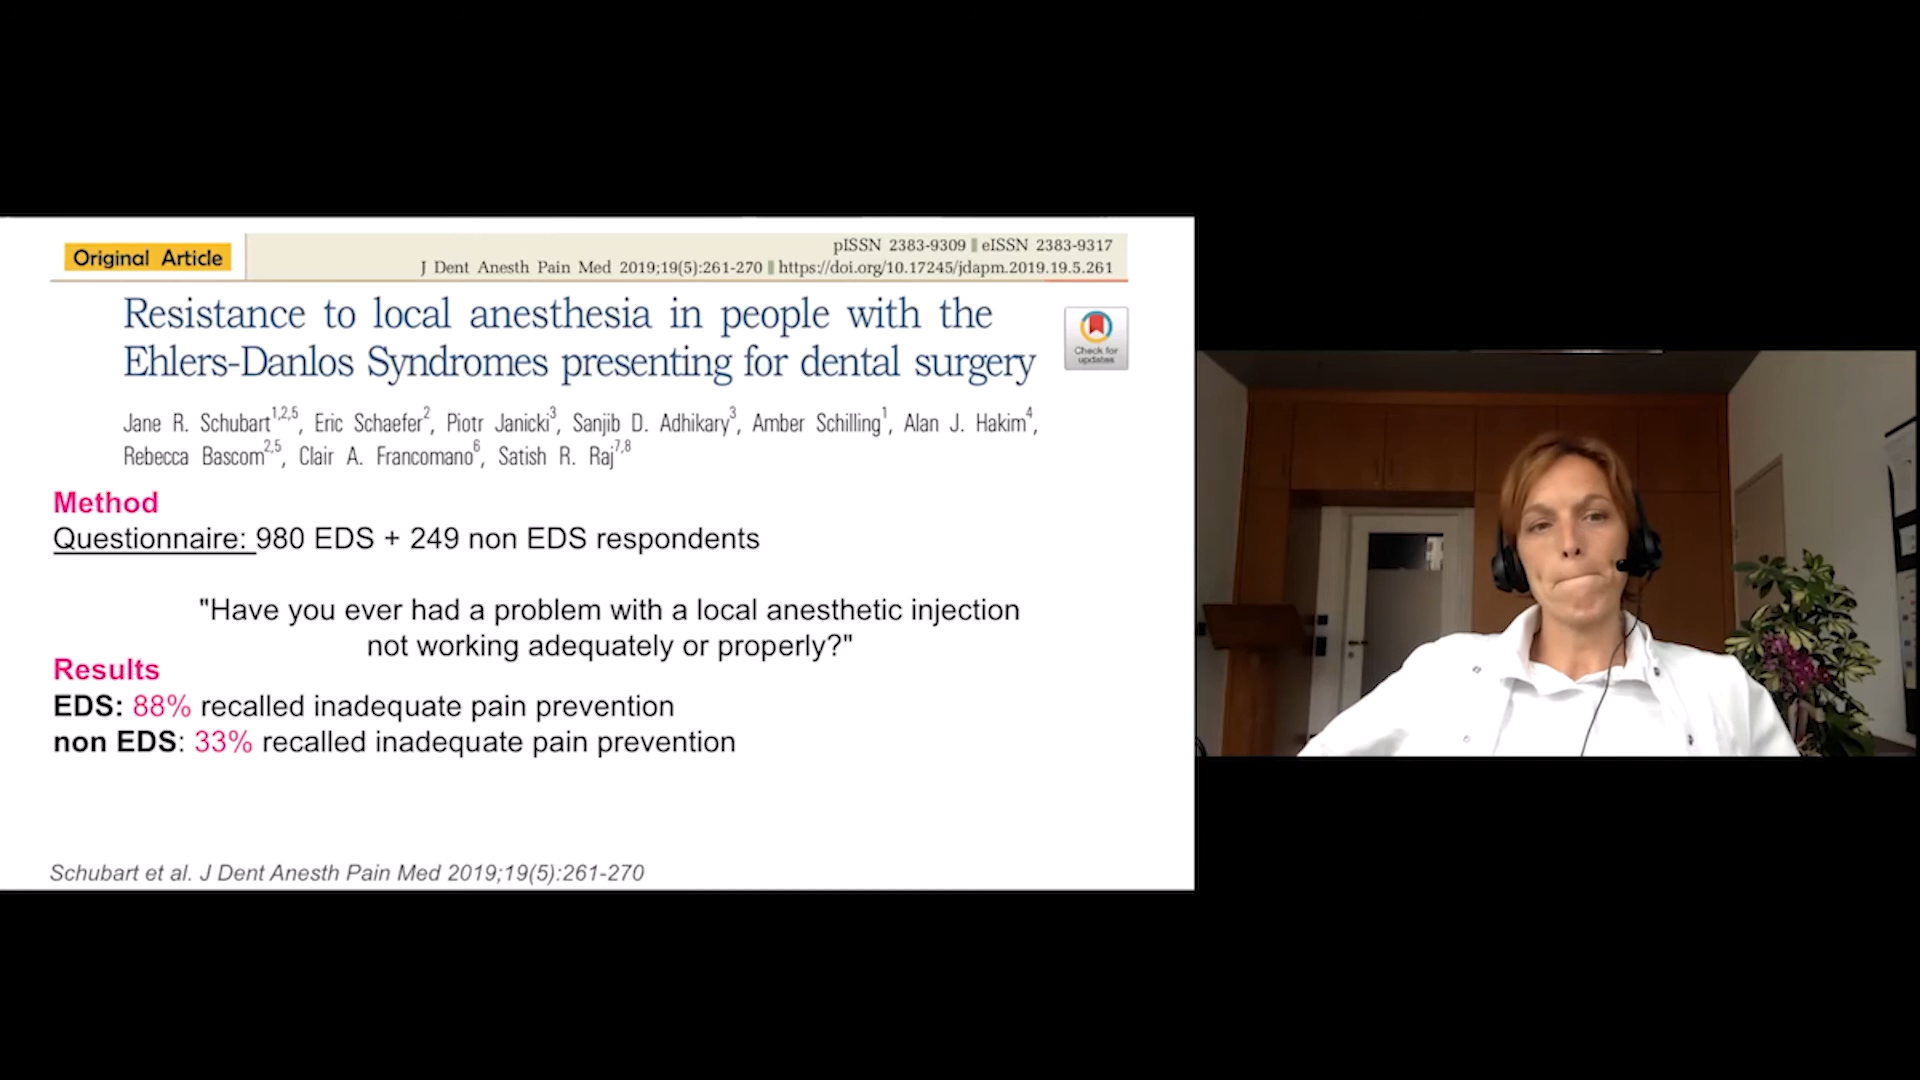 Original Article
pISSN 2383-9309 ‖ eISSN 2383-9317
J Dent Anesth Pain Med 2019;19(5):261-270 ‖ https://doi.org/10.17245/jdapm.2019.19.5.261
Resistance to local anesthesia in people with the
Ehlers-Danlos Syndromes presenting for dental surgery
Check for
updates
Jane R. Schubart1,2,5, Eric Schaefer2, Piotr Janicki3, Sanjib D. Adhikary3, Amber Schilling1, Alan J. Hakim4,
Rebecca Bascom2,5, Clair A. Francomano6, Satish R. Raj7,8
Method
Questionnaire: 980 EDS + 249 non EDS respondents
"Have you ever had a problem with a local anesthetic injection
not working adequately or properly?"
Results
EDS: 88% recalled inadequate pain prevention
non EDS: 33% recalled inadequate pain prevention
Schubart et al. J Dent Anesth Pain Med 2019;19(5):261-270